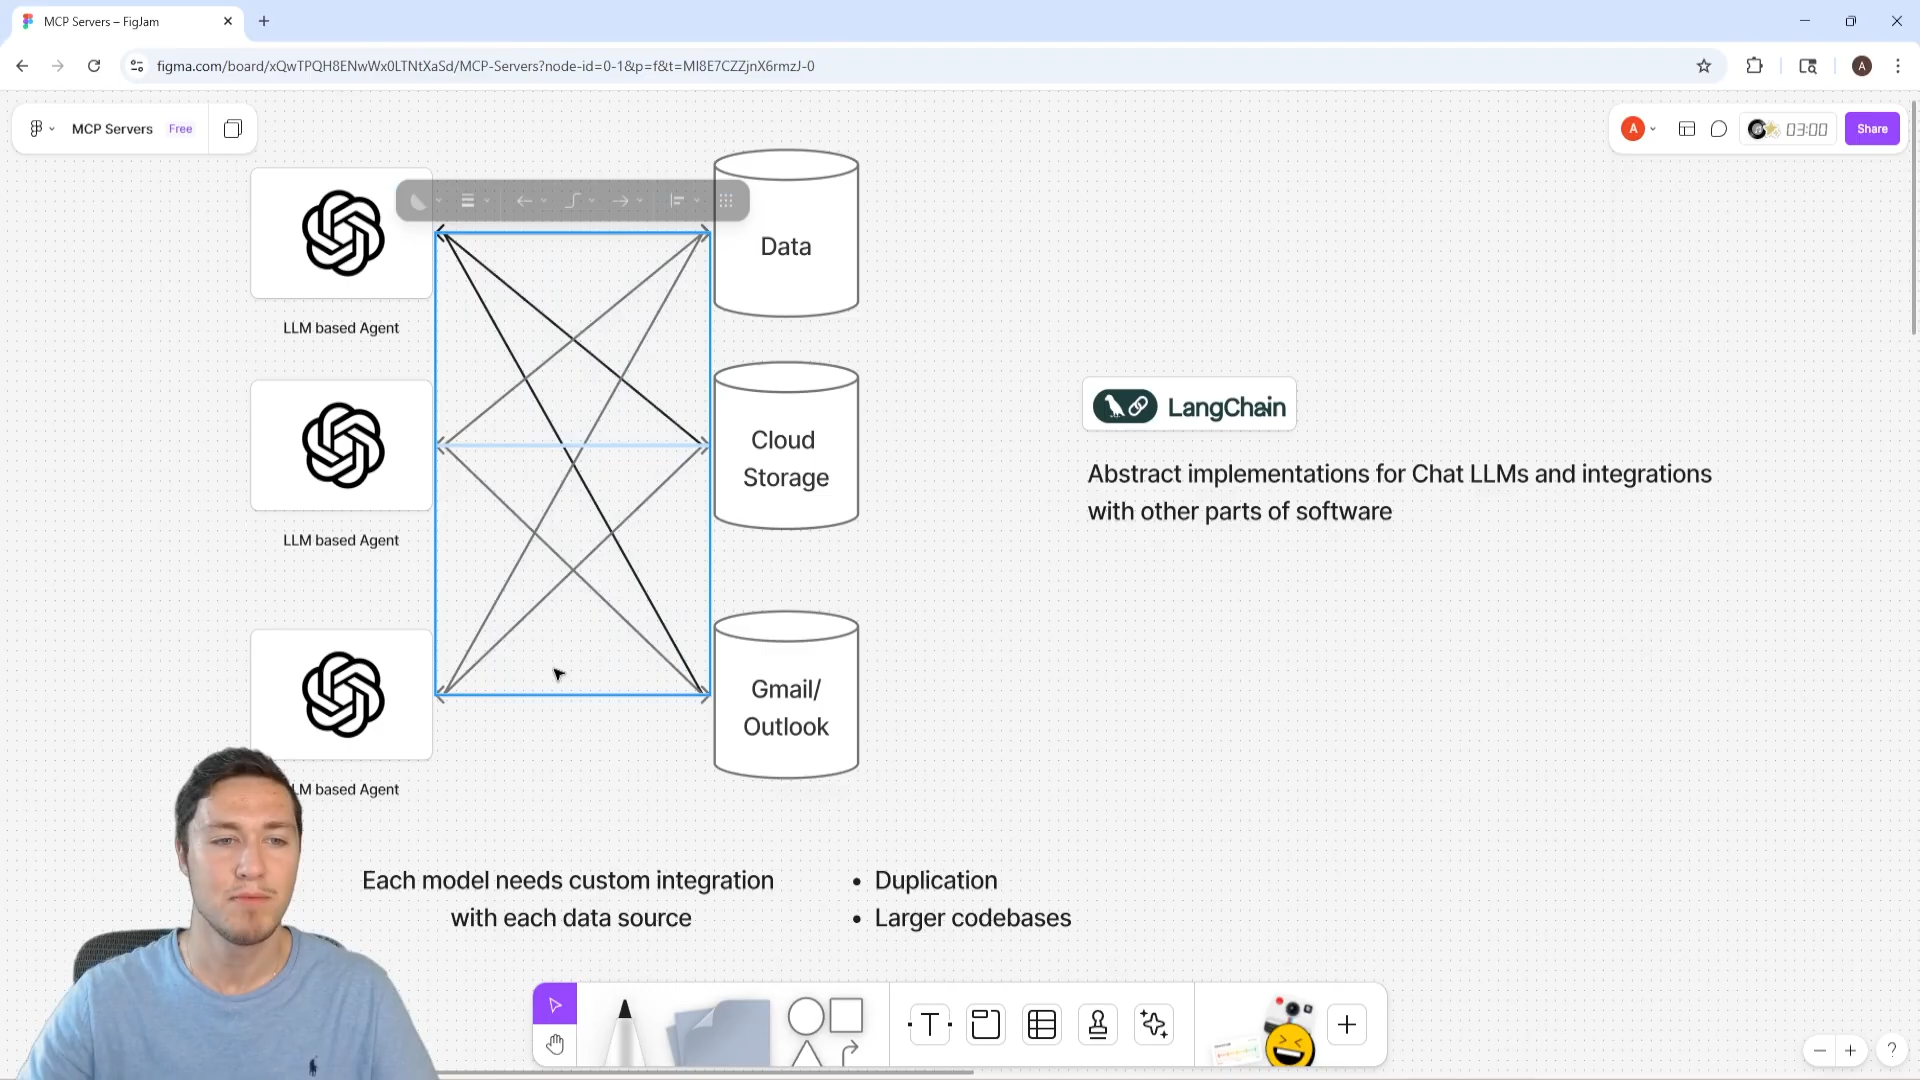 MCP Servers – FigJam
figma.com/board/xQwTPQH8ENwWx0LTNtXaSd/MCP-Servers?node-id=0-1&p=f&t=MI8E7CZZjnX6rmzJ-0
A
MCP Servers Free
A
03:00
Share
Data
LLM based Agent
Cloud
Storage
LLM based Agent
Gmail/
Outlook
LM based Agent
LangChain
Abstract implementations for Chat LLMs and integrations
with other parts of software
Each model needs custom integration
with each data source
• Duplication
• Larger codebases
T
?